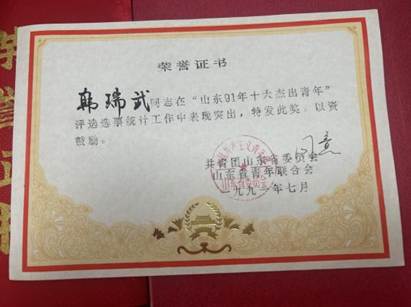 荣誉证书
韩瑞武同志在“山东91年十大杰出青年”
评选选票统计工作中表现突出，特发此奖，以资
鼓励。
共青团山东省委员会
山东省青年联合会
一九九一年七月